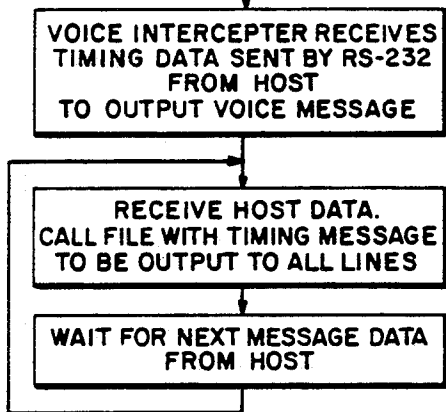 VOICE INTERCEPTER RECEIVES
TIMING DATA SENT BY RS-232
FROM HOST
TO OUTPUT VOICE MESSAGE
RECEIVE HOST DATA.
CALL FILE WITH TIMING MESSAGE
TO BE OUTPUT TO ALL LINES
WAIT FOR NEXT MESSAGE DATA
FROM HOST